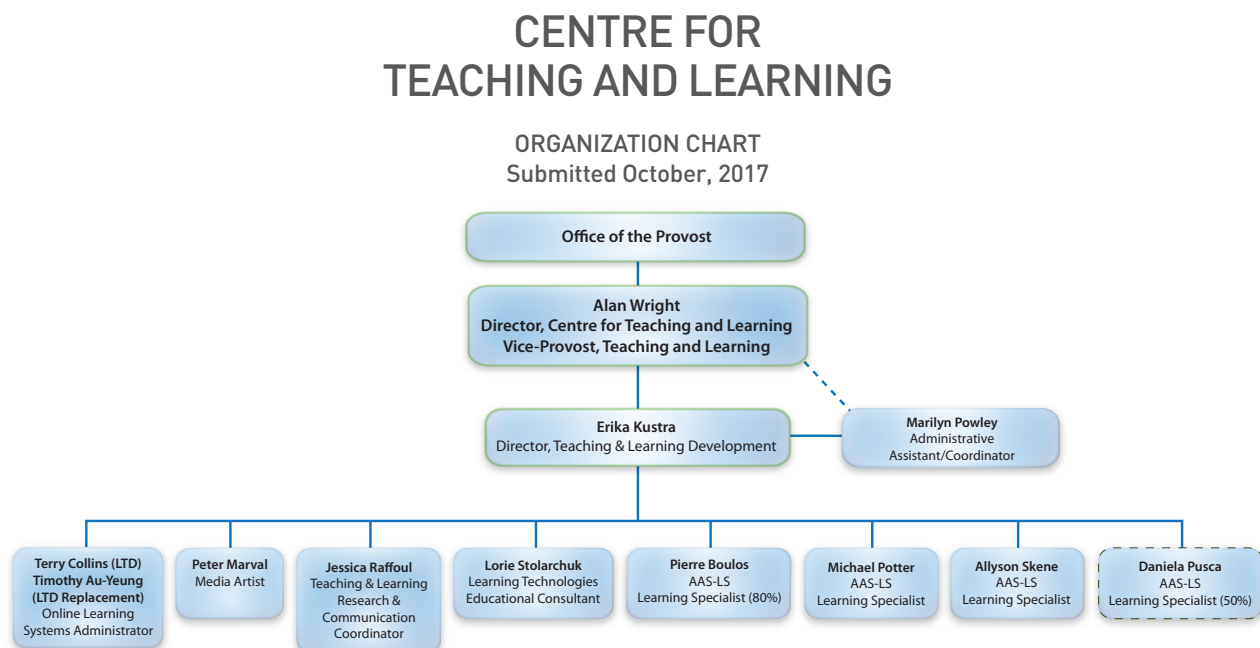 CENTRE FOR
TEACHING AND LEARNING
ORGANIZATION CHART
Submitted October, 2017
Office of the Provost
Alan Wright
Director, Centre for Teaching and Learning
Vice-Provost, Teaching and Learning
Erika Kustra
Director, Teaching & Learning Development
Marilyn Powley
Administrative
Assistant/Coordinator
Terry Collins (LTD)
Timothy Au-Yeung
(LTD Replacement)
Online Learning
Systems Administrator
Peter Marval
Media Artist
Jessica Raffoul
Teaching & Learning
Research &
Communication
Coordinator
Lorie Stolarchuk
Learning Technologies
Educational Consultant
Pierre Boulos
AAS-LS
Learning Specialist (80%)
Michael Potter
AAS-LS
Learning Specialist
Allyson Skene
AAS-LS
Learning Specialist
Daniela Pusca
AAS-LS
Learning Specialist (50%)